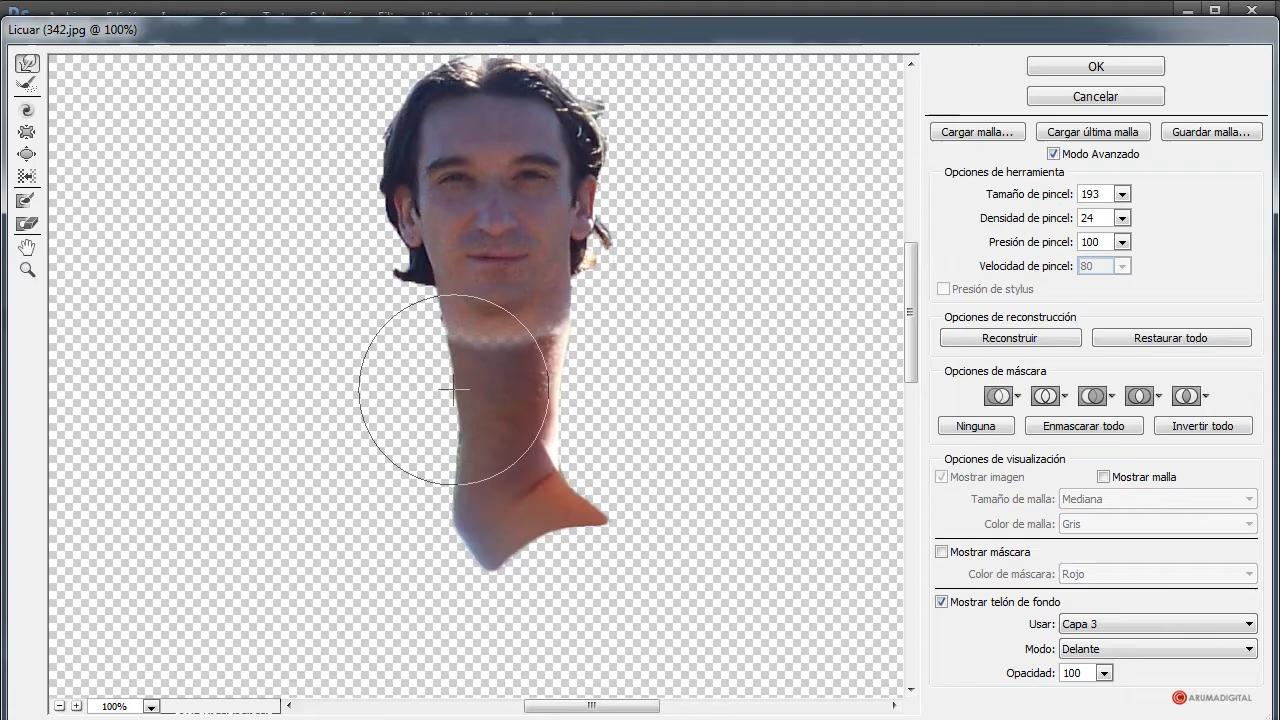 Licuar (342.jpg @ 100%)
OK
Cancelar
Cargar malla...
Cargar última malla
Guardar malla...
Modo Avanzado
Opciones de herramienta
Tamaño de pincel: 193
Densidad de pincel: 24
Presión de pincel: 100
Velocidad de pincel: 80
Presión de stylus
Opciones de reconstrucción
Reconstruir
Restaurar todo
Opciones de máscara
Ninguna
Enmascarar todo
Invertir todo
Opciones de visualización
Mostrar imagen
Mostrar malla
Tamaño de malla: Mediana
Color de malla: Gris
Mostrar máscara
Color de máscara: Rojo
Mostrar telón de fondo
Usar: Capa 3
Modo: Delante
Opacidad: 100
ARUMADIGITAL
100%